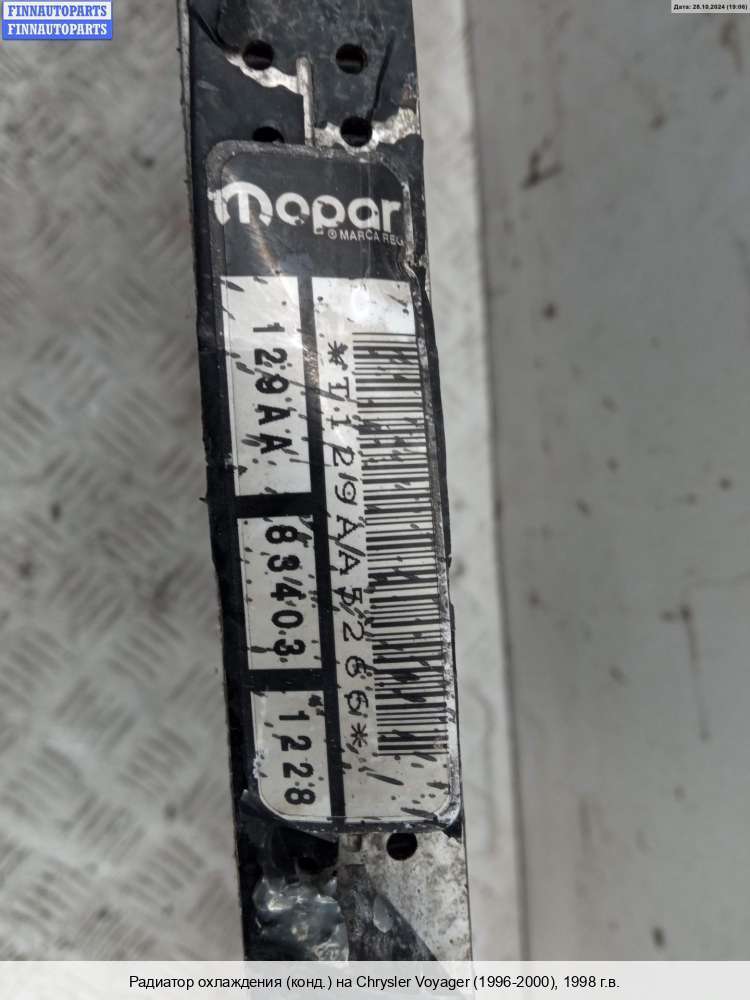 FINNAUTOPARTS
FINNAUTOPARTS
Дата: 28.10.2024 (19:06)
mopar
® MARCA REG
129AA 83403 1228
Радиатор охлаждения (конд.) на Chrysler Voyager (1996-2000), 1998 г.в.